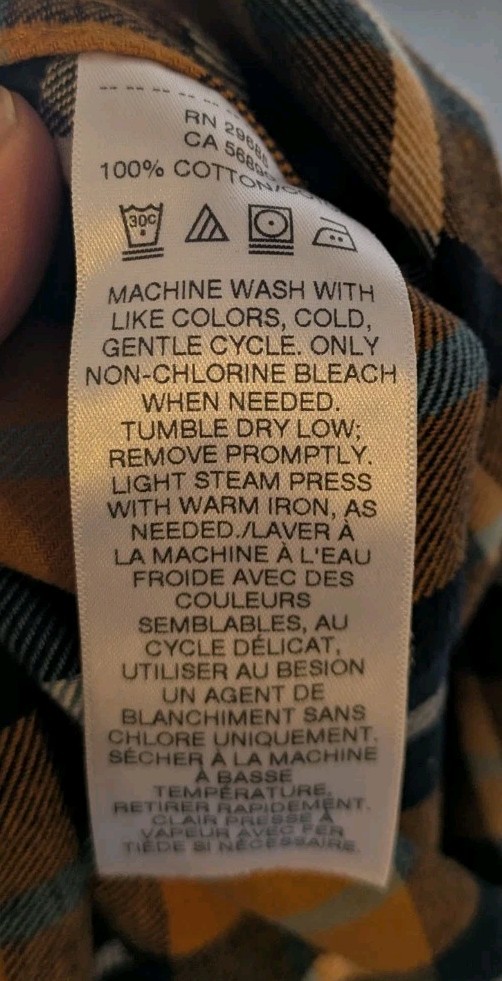 RN 29685
CA 56890
100% COTTON/CO
30C
MACHINE WASH WITH
LIKE COLORS, COLD,
GENTLE CYCLE. ONLY
NON-CHLORINE BLEACH
WHEN NEEDED.
TUMBLE DRY LOW;
REMOVE PROMPTLY.
LIGHT STEAM PRESS
WITH WARM IRON, AS
NEEDED./LAVER À
LA MACHINE À L'EAU
FROIDE AVEC DES
COULEURS
SEMBLABLES, AU
CYCLE DÉLICAT,
UTILISER AU BESION
UN AGENT DE
BLANCHIMENT SANS
CHLORE UNIQUEMENT.
SÉCHER À LA MACHINE
À BASSE
TEMPÉRATURE,
RETIRER RAPIDEMENT.
CLAIR PRESSE À
VAPEUR AVEC FER
TIÈDE SI NÉCESSAIRE.